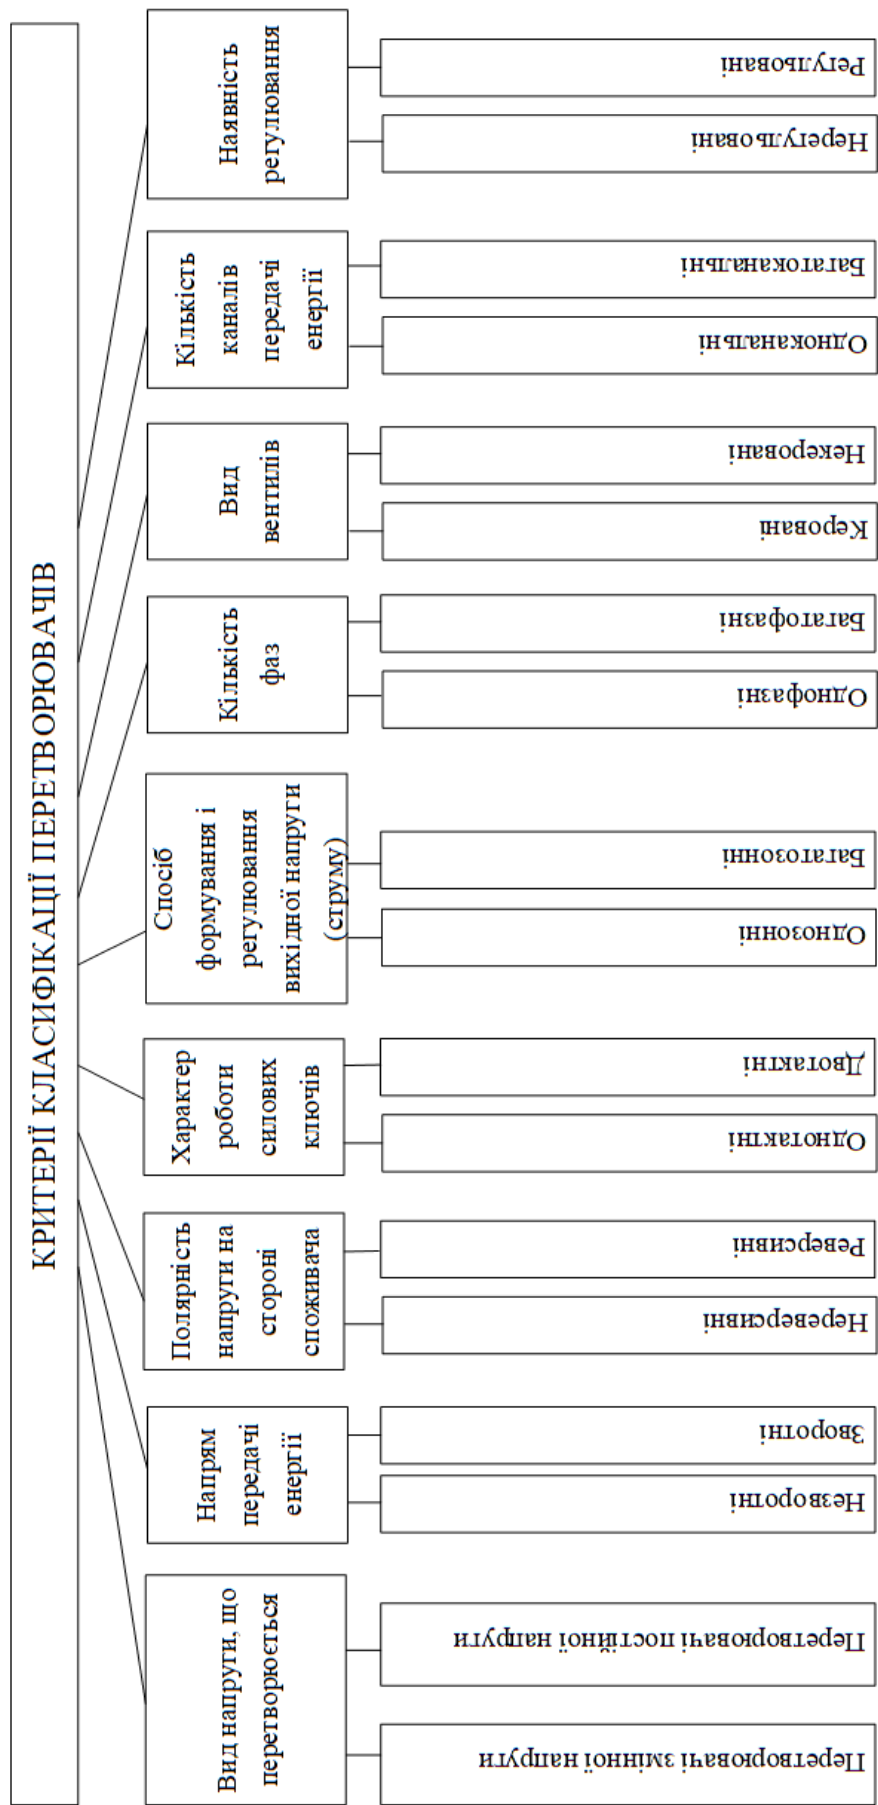 КРИТЕРІЇ КЛАСИФІКАЦІЇ ПЕРЕТВОРЮВАЧІВ
Вид напруги, що
перетворюється
Перетворювачі змінної напруги
Перетворювачі постійної напруги
Напрям
передачі
енергії
Незворотні
Зворотні
Полярність
напруги на
стороні
споживача
Нереверсивні
Реверсивні
Характер
роботи
силових
ключів
Однотактні
Двотактні
Спосіб
формування і
регулювання
вихідної напруги
(струму)
Однозонні
Багатозонні
Кількість
фаз
Однофазні
Багатофазні
Вид
вентилів
Керовані
Некеровані
Кількість
каналів
передачі
енергії
Одноканальні
Багатоканальні
Наявність
регулювання
Нерегульовані
Регульовані